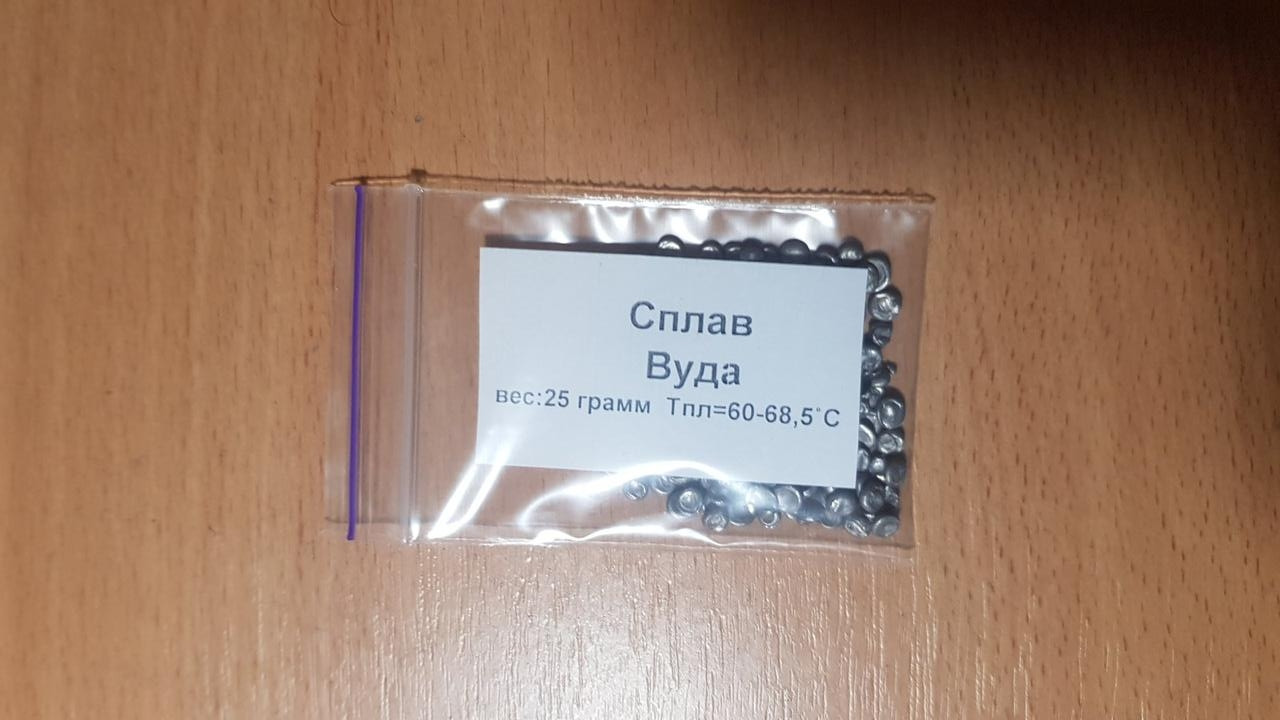 Сплав
Вуда
вес:25 грамм Тпл=60-68,5°С